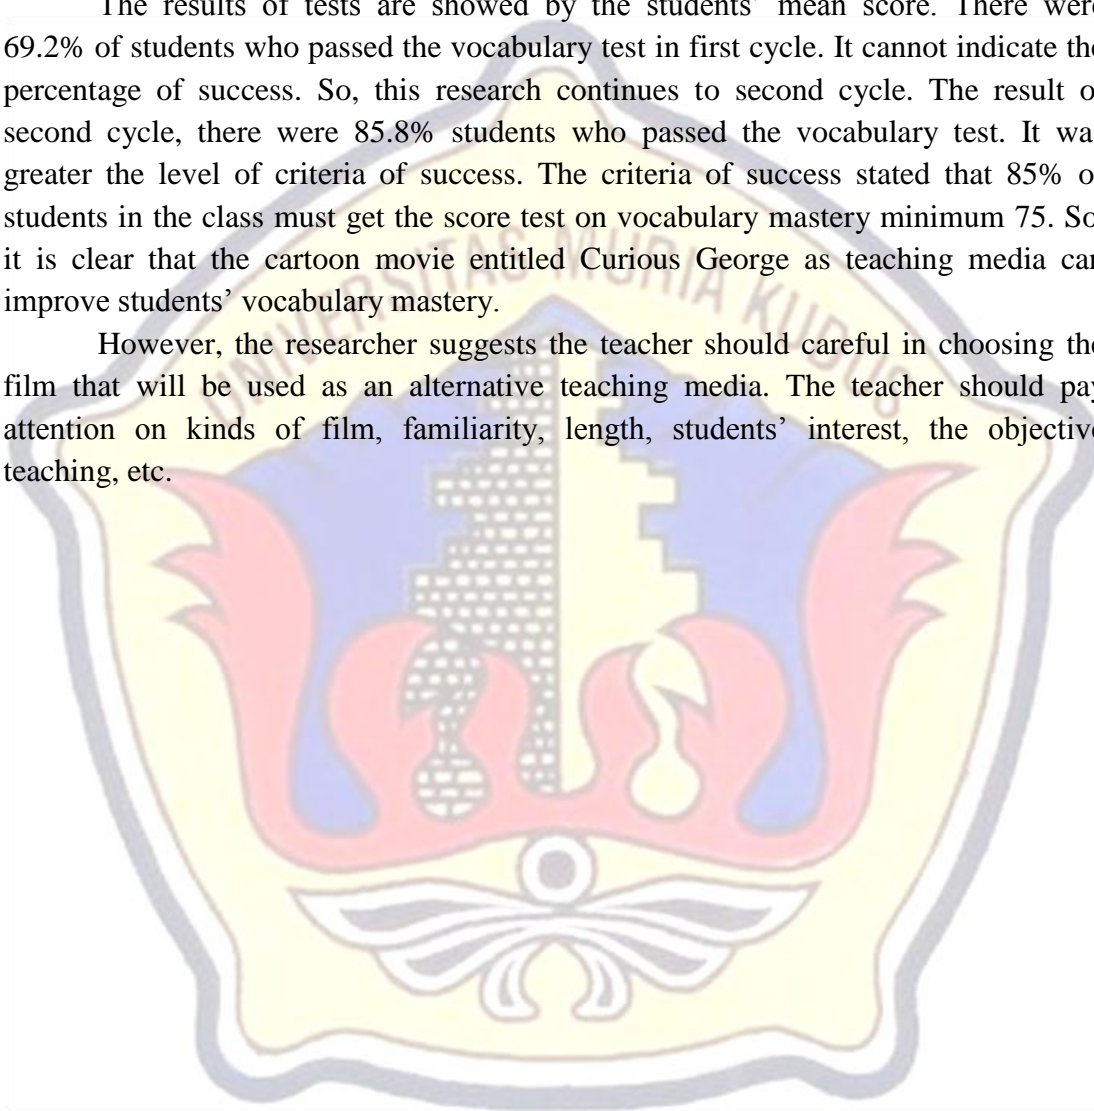 The results of tests are showed by the students’ mean score. There were
69.2% of students who passed the vocabulary test in first cycle. It cannot indicate the
percentage of success. So, this research continues to second cycle. The result o
second cycle, there were 85.8% students who passed the vocabulary test. It wa
greater the level of criteria of success. The criteria of success stated that 85% o
students in the class must get the score test on vocabulary mastery minimum 75. So
it is clear that the cartoon movie entitled Curious George as teaching media can
improve students’ vocabulary mastery.
However, the researcher suggests the teacher should careful in choosing the
film that will be used as an alternative teaching media. The teacher should pay
attention on kinds of film, familiarity, length, students’ interest, the objective
teaching, etc.
UNIVERSITAS MURIA KUDUS